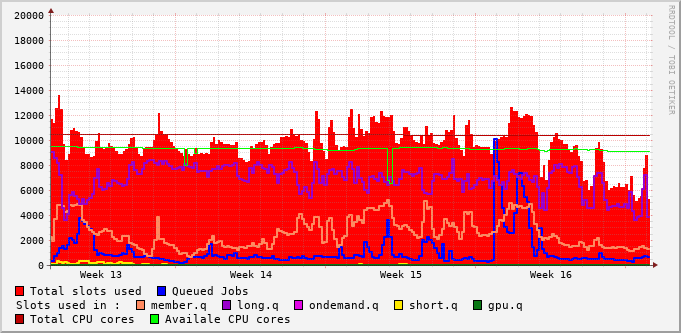 20000
18000
16000
14000
12000
10000
8000
6000
4000
2000
0
Week 13 Week 14 Week 15 Week 16
RRDTOOL / TOBI OETIKER
Total slots used Queued Jobs
Slots used in : member.q long.q ondemand.q short.q gpu.q
Total CPU cores Availale CPU cores